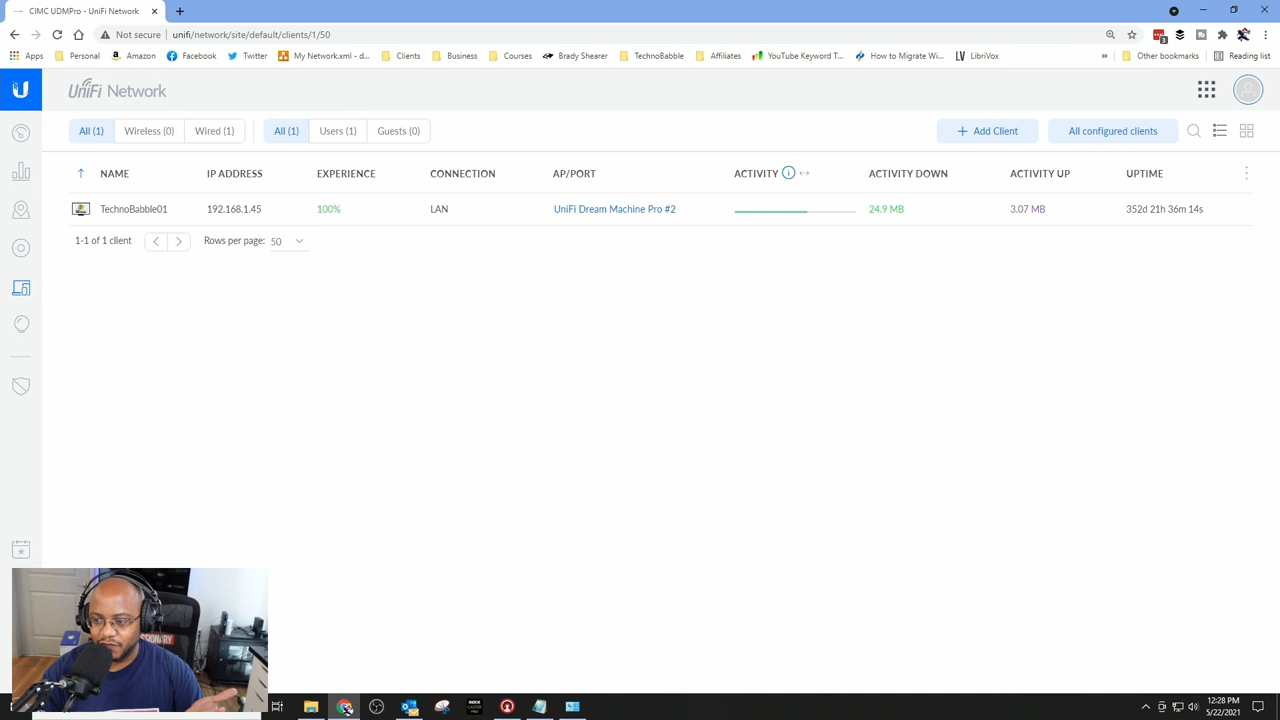 CIMC UDMPro - UniFi Network
Not secure unifi/network/site/default/clients/1/50
3
Apps Personal Amazon Facebook Twitter My Network.xml - d... Clients Business Courses Brady Shearer TechnoBabble Affiliates YouTube Keyword T... How to Migrate Wi... LV LibriVox » Other bookmarks Reading list
U UniFi Network
All (1) Wireless (0) Wired (1) All (1) Users (1) Guests (0) Add Client All configured clients
NAME IP ADDRESS EXPERIENCE CONNECTION AP/PORT ACTIVITY ACTIVITY DOWN ACTIVITY UP UPTIME
TechnoBabble01 192.168.1.45 100% LAN UniFi Dream Machine Pro #2 24.9 MB 3.07 MB 352d 21h 36m 14s
1-1 of 1 client Rows per page: 50
12:28 PM
5/22/2021